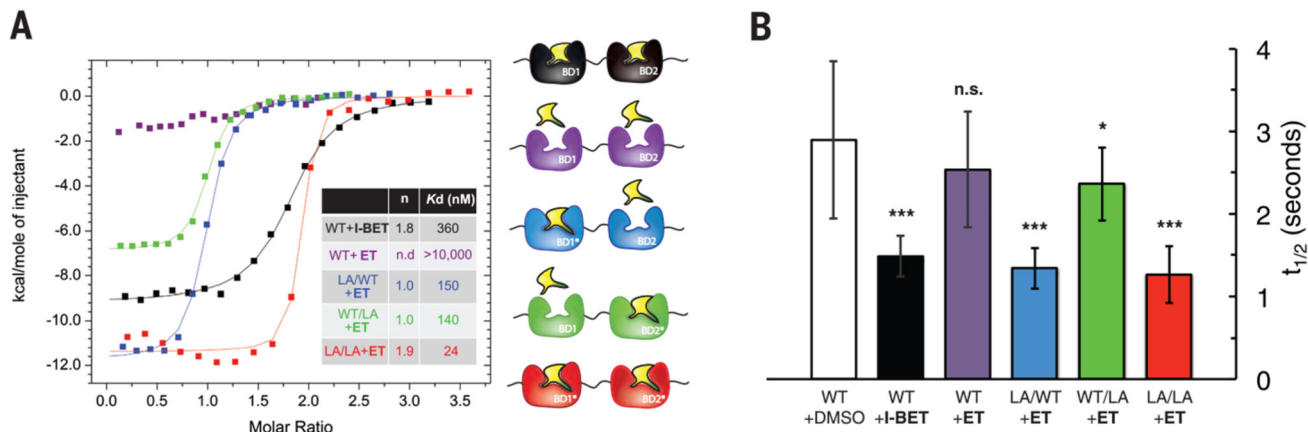 A
kcal/mole of injectant
0.0
-2.0
-4.0
-6.0
-8.0
-10.0
-12.0
0.0 0.5 1.0 1.5 2.0 2.5 3.0 3.5
Molar Ratio
n Kd (nM)
WT+I-BET 1.8 360
WT+ ET n.d >10,000
LA/WT +ET 1.0 150
WT/LA +ET 1.0 140
LA/LA+ET 1.9 24
BD1 BD2
BD1 BD2
BD1* BD2
BD1 BD2*
BD1* BD2*
B
n.s.
*
***
***
***
4
3
2
1
0
t1/2 (seconds)
WT +DMSO
WT +I-BET
WT +ET
LA/WT +ET
WT/LA +ET
LA/LA +ET